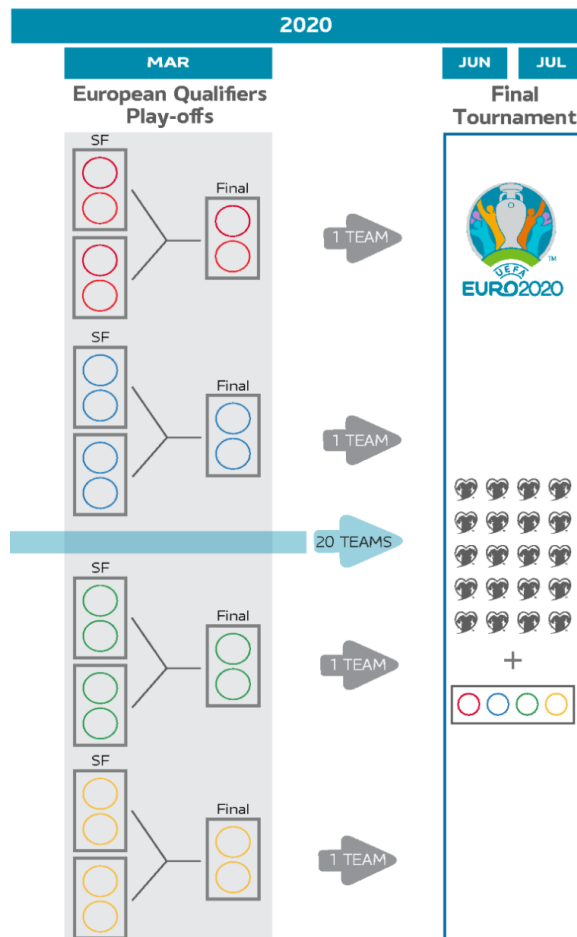 2020
MAR
JUN
JUL
European Qualifiers
Play-offs
Final
Tournament
SF
Final
1 TEAM
TM
UEFA
EURO2020
SF
Final
1 TEAM
20 TEAMS
SF
Final
1 TEAM
+
SF
Final
1 TEAM